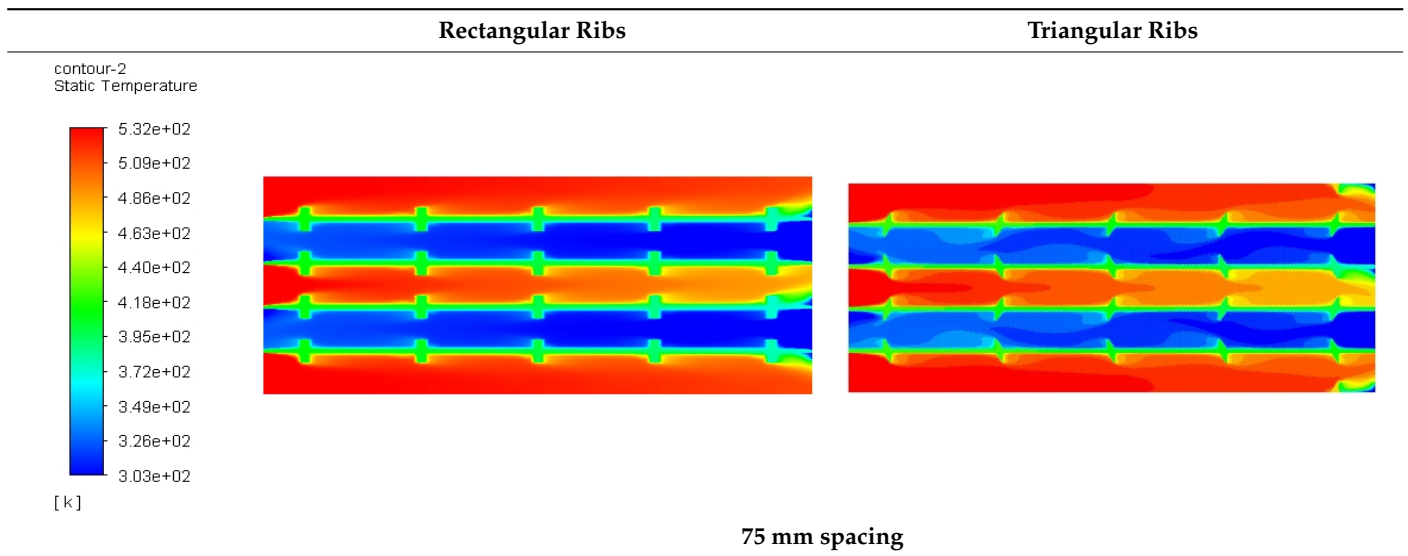 Rectangular Ribs
Triangular Ribs
contour-2
Static Temperature
5.32e+02
5.09e+02
4.86e+02
4.63e+02
4.40e+02
4.18e+02
3.95e+02
3.72e+02
3.49e+02
3.26e+02
3.03e+02
[k]
75 mm spacing